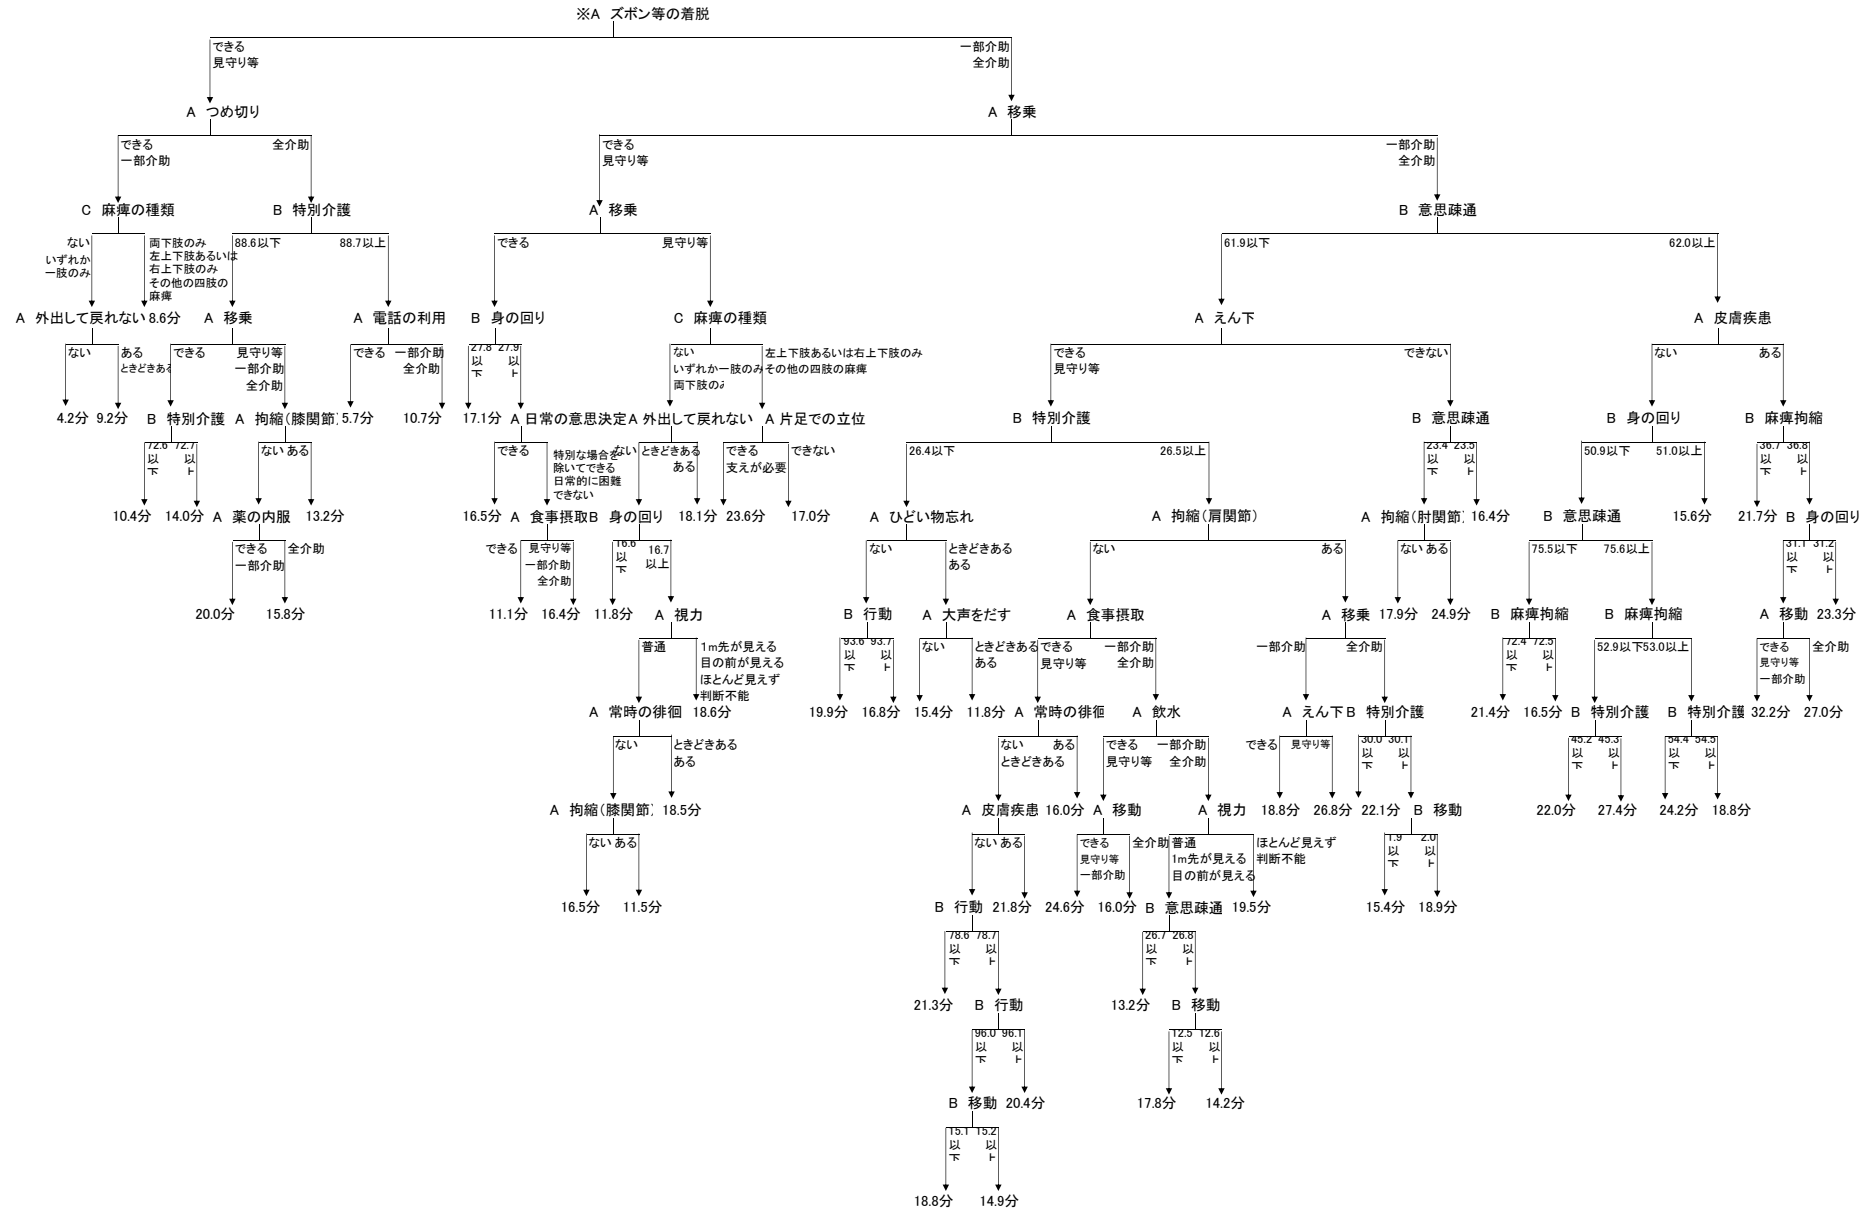 ※A ズボン等の着脱
できる
見守り等
一部介助
全介助
A つめ切り
A 移乗
できる
一部介助
全介助
できる
見守り等
一部介助
全介助
C 麻痺の種類
B 特別介護
A 移乗
B 意思疎通
ない
いずれか
一肢のみ
両下肢のみ
左上下肢あるいは
右上下肢のみ
その他の四肢の
麻痺
88.6以下
88.7以上
できる
見守り等
61.9以下
62.0以上
A 外出して戻れない
8.6分
A 移乗
A 電話の利用
B 身の回り
C 麻痺の種類
A えん下
A 皮膚疾患
ない
ある
ときどきある
できる
見守り等
一部介助
全介助
できる
一部介助
全介助
27.8
以
下
27.9
以
上
ない
いずれか一肢のみ
両下肢のみ
左上下肢あるいは右上下肢のみ
その他の四肢の麻痺
できる
見守り等
できない
ない
ある
4.2分
9.2分
B 特別介護
A 拘縮（膝関節）
5.7分
10.7分
17.1分
A 日常の意思決定
A 外出して戻れない
A 片足での立位
B 特別介護
B 意思疎通
B 身の回り
B 麻痺拘縮
72.6
以
下
72.7
以
上
ない
ある
できる
特別な場合を
除いてできる
日常的に困難
できない
ない
ときどきある
ある
できる
支えが必要
できない
26.4以下
26.5以上
23.4
以
下
23.5
以
上
50.9以下
51.0以上
36.7
以
下
36.8
以
上
10.4分
14.0分
A 薬の内服
13.2分
16.5分
A 食事摂取
B 身の回り
18.1分
23.6分
17.0分
A ひどい物忘れ
A 拘縮（肩関節）
A 拘縮（肘関節）
16.4分
B 意思疎通
15.6分
21.7分
B 身の回り
できる
一部介助
全介助
できる
見守り等
一部介助
全介助
16.6
以
下
16.7
以上
ない
ときどきある
ある
ない
ある
ない
ある
75.5以下
75.6以上
31.1
以
下
31.2
以
上
20.0分
15.8分
11.1分
16.4分
11.8分
A 視力
B 行動
A 大声をだす
A 食事摂取
A 移乗
17.9分
24.9分
B 麻痺拘縮
B 麻痺拘縮
A 移動
23.3分
普通
1m先が見える
目の前が見える
ほとんど見えず
判断不能
93.6
以
下
93.7
以
上
ない
ときどきある
ある
できる
見守り等
一部介助
全介助
一部介助
全介助
72.4
以
下
72.5
以
上
52.9以下
53.0以上
できる
見守り等
一部介助
全介助
A 常時の徘徊
18.6分
19.9分
16.8分
15.4分
11.8分
A 常時の徘徊
A 飲水
A えん下
B 特別介護
21.4分
16.5分
B 特別介護
B 特別介護
32.2分
27.0分
ない
ときどきある
ある
ない
ときどきある
ある
できる
見守り等
一部介助
全介助
できる
見守り等
30.0
以
下
30.1
以
上
45.2
以
下
45.3
以
上
54.4
以
下
54.5
以
上
A 拘縮（膝関節）
18.5分
A 皮膚疾患
16.0分
A 移動
A 視力
18.8分
26.8分
22.1分
B 移動
22.0分
27.4分
24.2分
18.8分
ない
ある
ない
ある
できる
見守り等
一部介助
全介助
普通
1m先が見える
目の前が見える
ほとんど見えず
判断不能
1.9
以
下
2.0
以
上
16.5分
11.5分
B 行動
21.8分
24.6分
16.0分
B 意思疎通
19.5分
15.4分
18.9分
78.6
以
下
78.7
以
上
26.7
以
下
26.8
以
上
21.3分
B 行動
13.2分
B 移動
96.0
以
下
96.1
以
上
12.5
以
下
12.6
以
上
B 移動
20.4分
17.8分
14.2分
15.1
以
下
15.2
以
上
18.8分
14.9分